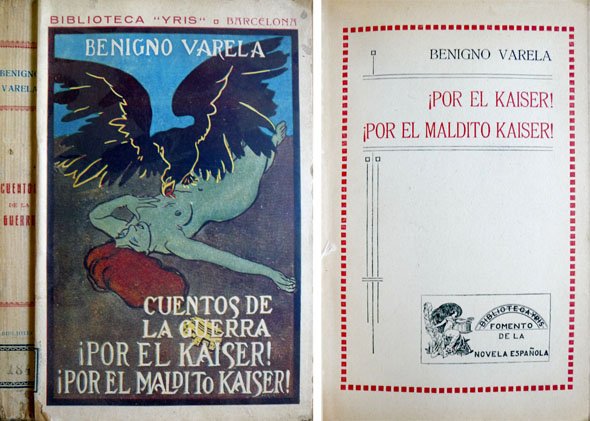 BENIGNO
VARELA
CUENTOS
DE LA
GUERRA
184
BIBLIOTECA "YRIS" BARCELONA
BENIGNO VARELA
CUENTOS DE
LA GUERRA
¡POR EL KAISER!
¡POR EL MALDITO KAISER!
BENIGNO VARELA
¡POR EL KAISER!
¡POR EL MALDITO KAISER!
BIBLIOTECA YRIS
FOMENTO
DE LA
NOVELA ESPAÑOLA